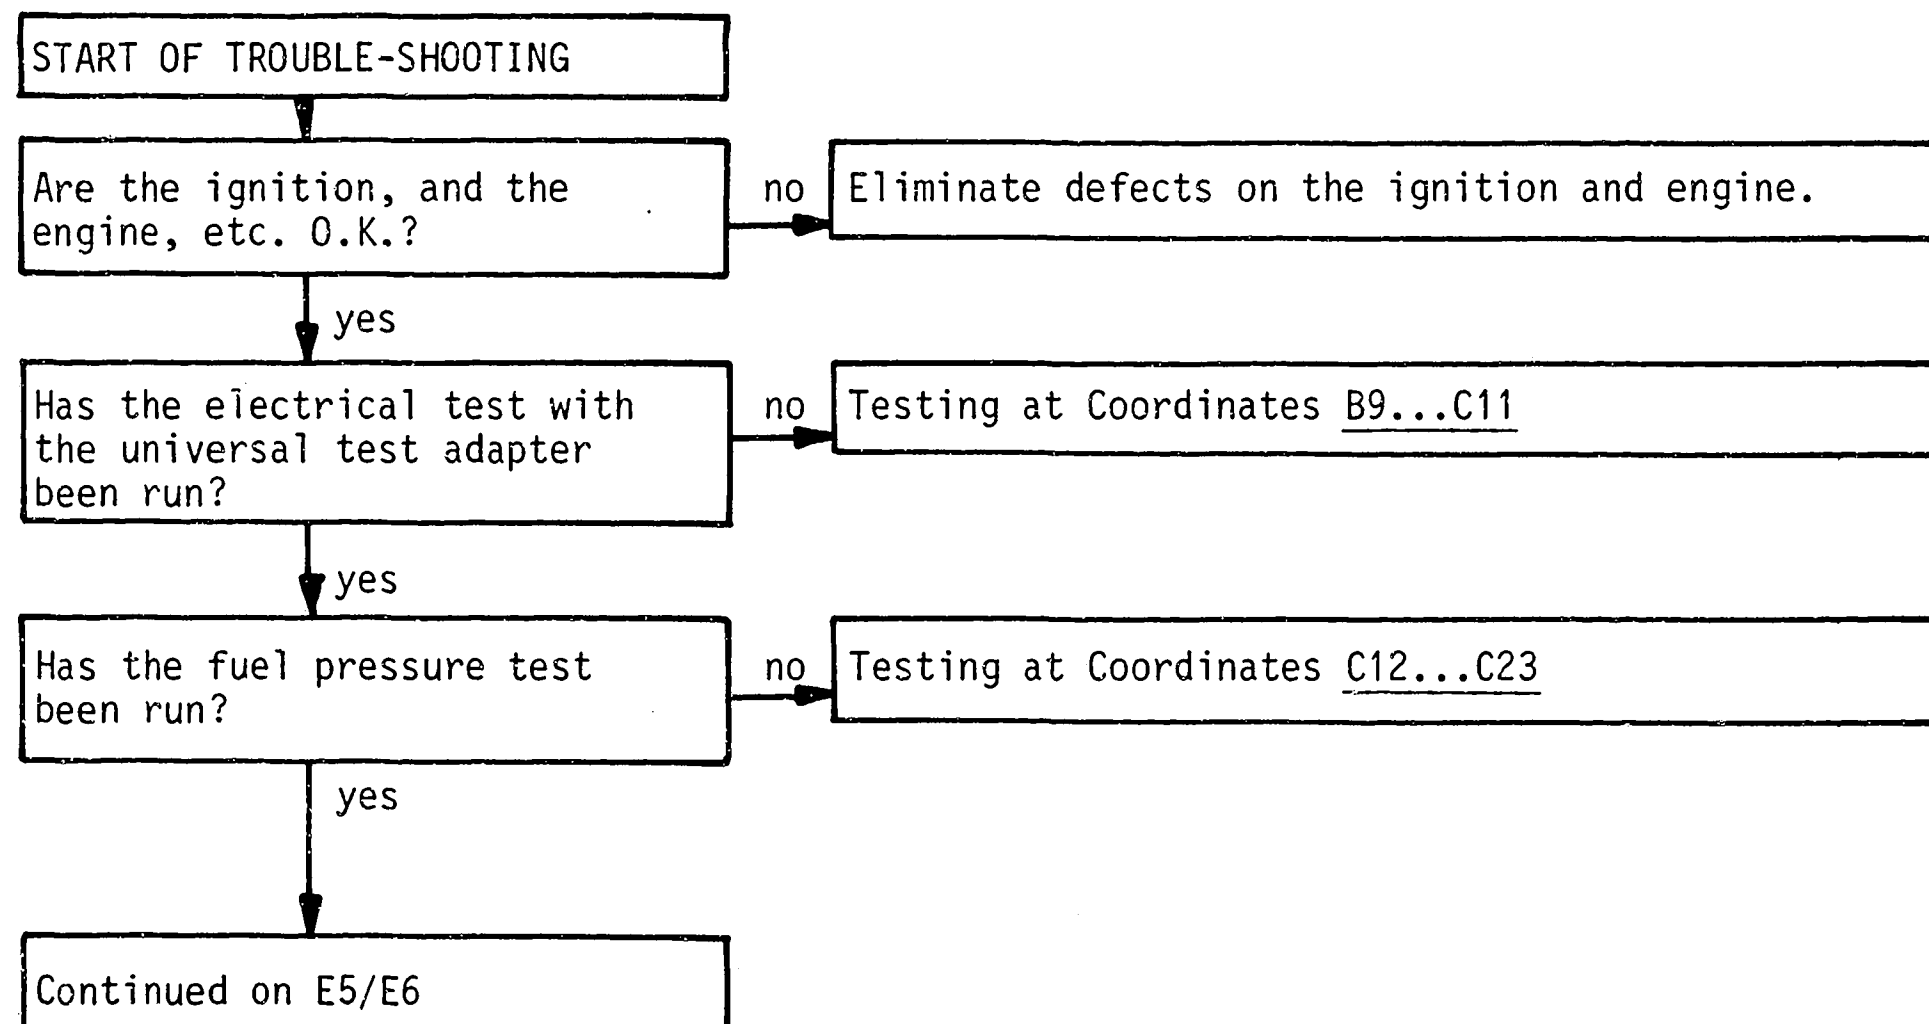 START OF TROUBLE-SHOOTING
Are the ignition, and the
engine, etc. O.K.?
no
Eliminate defects on the ignition and engine.
yes
Has the electrical test with
the universal test adapter
been run?
no
Testing at Coordinates B9...C11
yes
Has the fuel pressure test
been run?
no
Testing at Coordinates C12...C23
yes
Continued on E5/E6